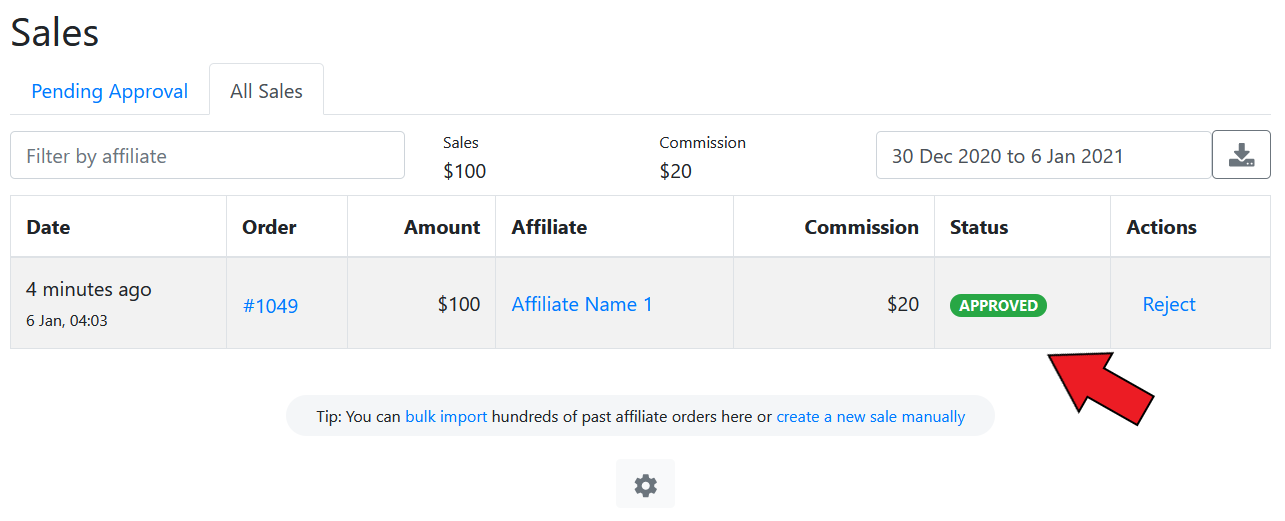 Sales
Pending Approval All Sales
Filter by affiliate Sales Commission 30 Dec 2020 to 6 Jan 2021
$100 $20
Date Order Amount Affiliate Commission Status Actions
4 minutes ago #1049 $100 Affiliate Name 1 $20 APPROVED Reject
6 Jan, 04:03
Tip: You can bulk import hundreds of past affiliate orders here or create a new sale manually